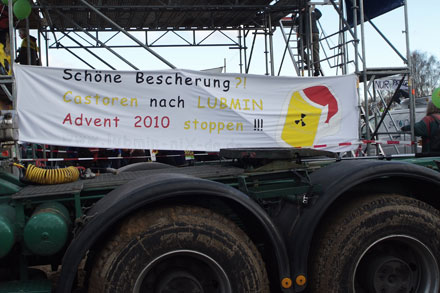 Schöne Bescherung ?!
Castoren nach LUBMIN
Advent 2010 stoppen !!!